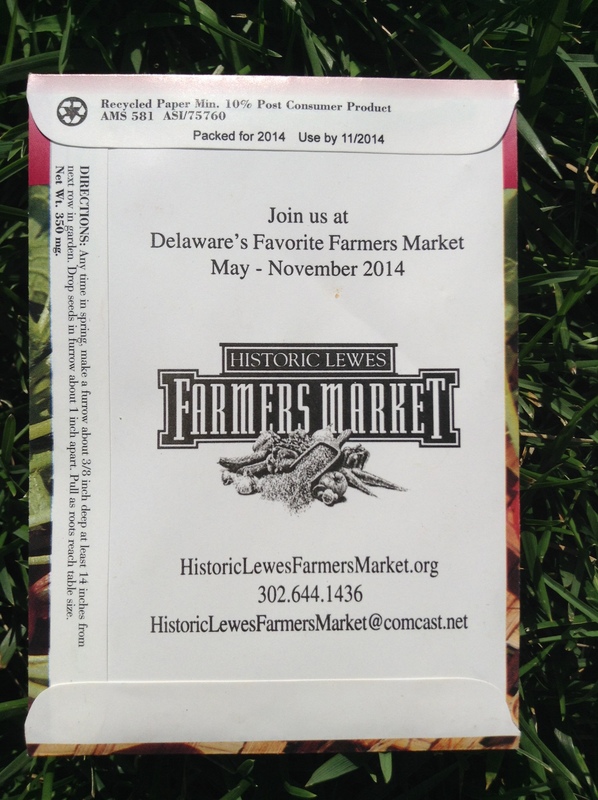 Recycled Paper Min. 10% Post Consumer Product
AMS 581 ASI/75760
Packed for 2014 Use by 11/2014
DIRECTIONS: Any time in spring, make a furrow about 3/8 inch deep at least 14 inches from
next row in garden. Drop seeds in furrow about 1 inch apart. Pull as roots reach table size.
Net Wt. 350 mg.
Join us at
Delaware's Favorite Farmers Market
May - November 2014
HISTORIC LEWES
FARMERS MARKET
HistoricLewesFarmersMarket.org
302.644.1436
HistoricLewesFarmersMarket@comcast.net